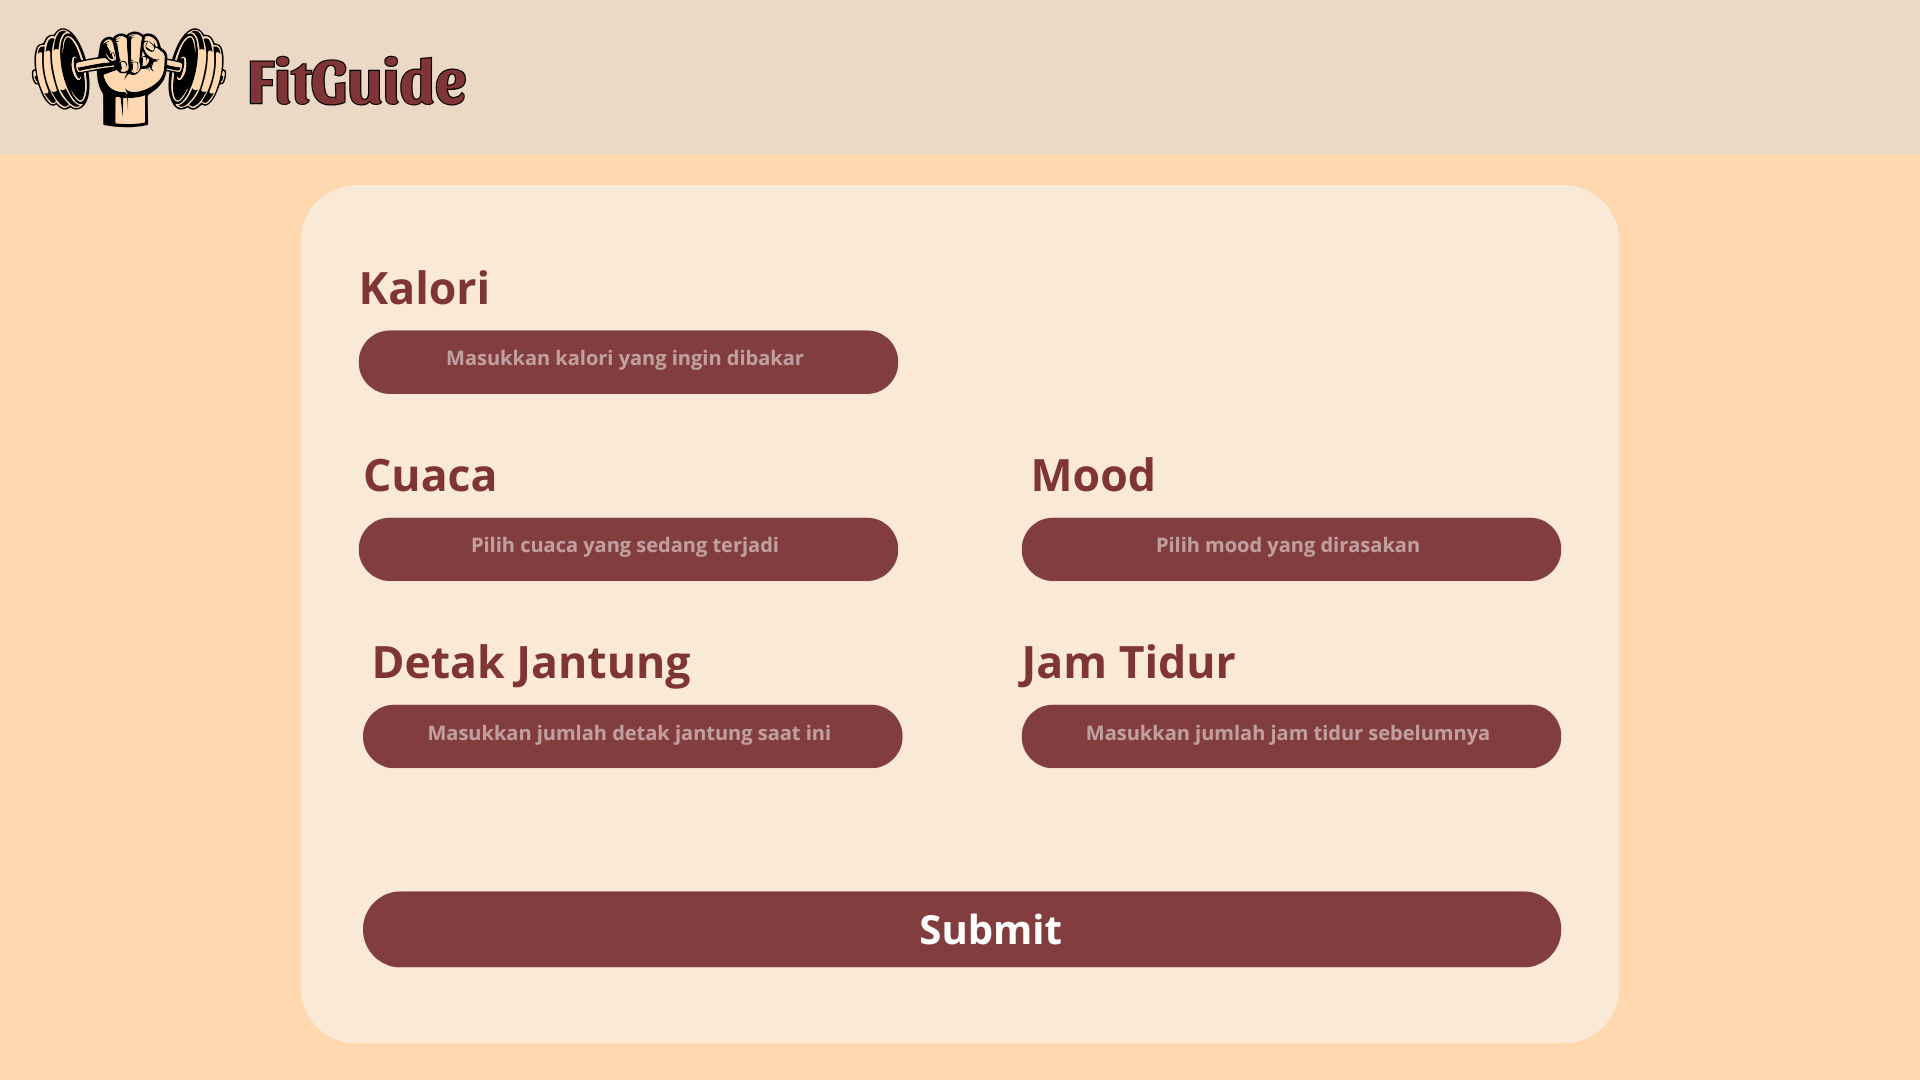 FitGuide
Kalori
Masukkan kalori yang ingin dibakar
Cuaca
Pilih cuaca yang sedang terjadi
Mood
Pilih mood yang dirasakan
Detak Jantung
Masukkan jumlah detak jantung saat ini
Jam Tidur
Masukkan jumlah jam tidur sebelumnya
Submit